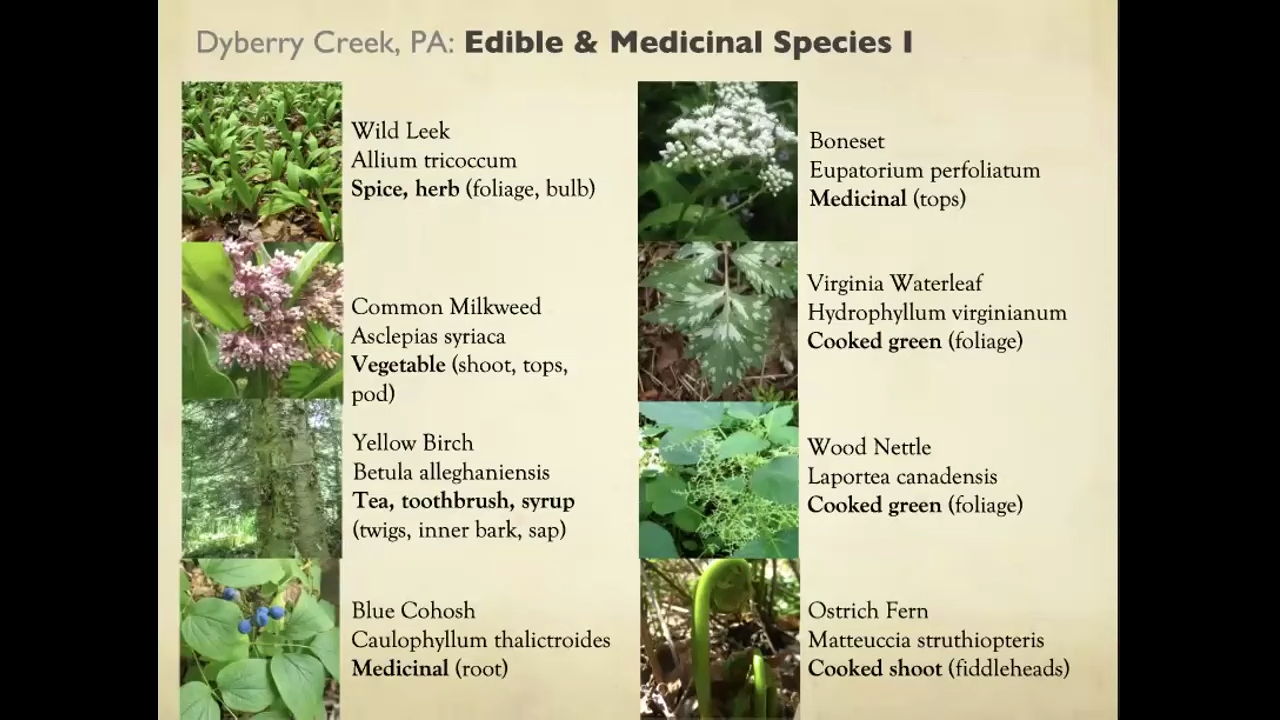 Dyberry Creek, PA: Edible & Medicinal Species I
Wild Leek
Allium tricoccum
Spice, herb (foliage, bulb)
Common Milkweed
Asclepias syriaca
Vegetable (shoot, tops,
pod)
Yellow Birch
Betula alleghaniensis
Tea, toothbrush, syrup
(twigs, inner bark, sap)
Blue Cohosh
Caulophyllum thalictroides
Medicinal (root)
Boneset
Eupatorium perfoliatum
Medicinal (tops)
Virginia Waterleaf
Hydrophyllum virginianum
Cooked green (foliage)
Wood Nettle
Laportea canadensis
Cooked green (foliage)
Ostrich Fern
Matteuccia struthiopteris
Cooked shoot (fiddleheads)